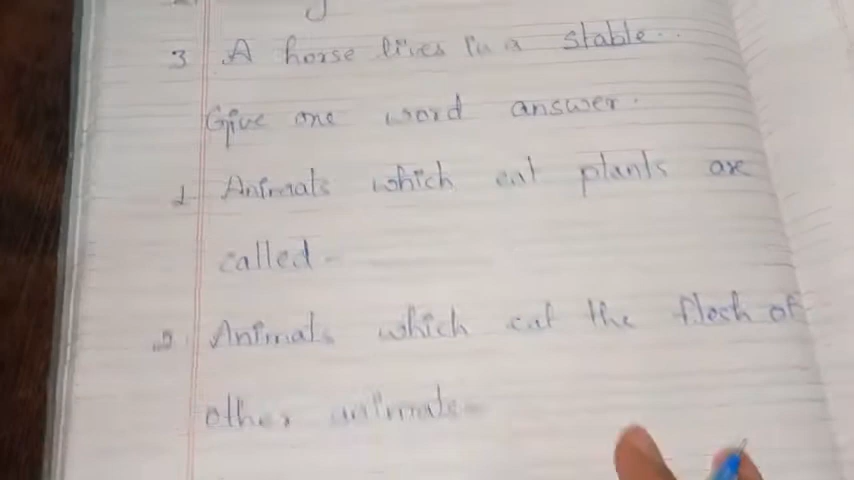 3 A horse lives in a stable..
Give one word answer.
1 Animals which eat plants are
called-
2. Animals which eat the flesh of
other animals-